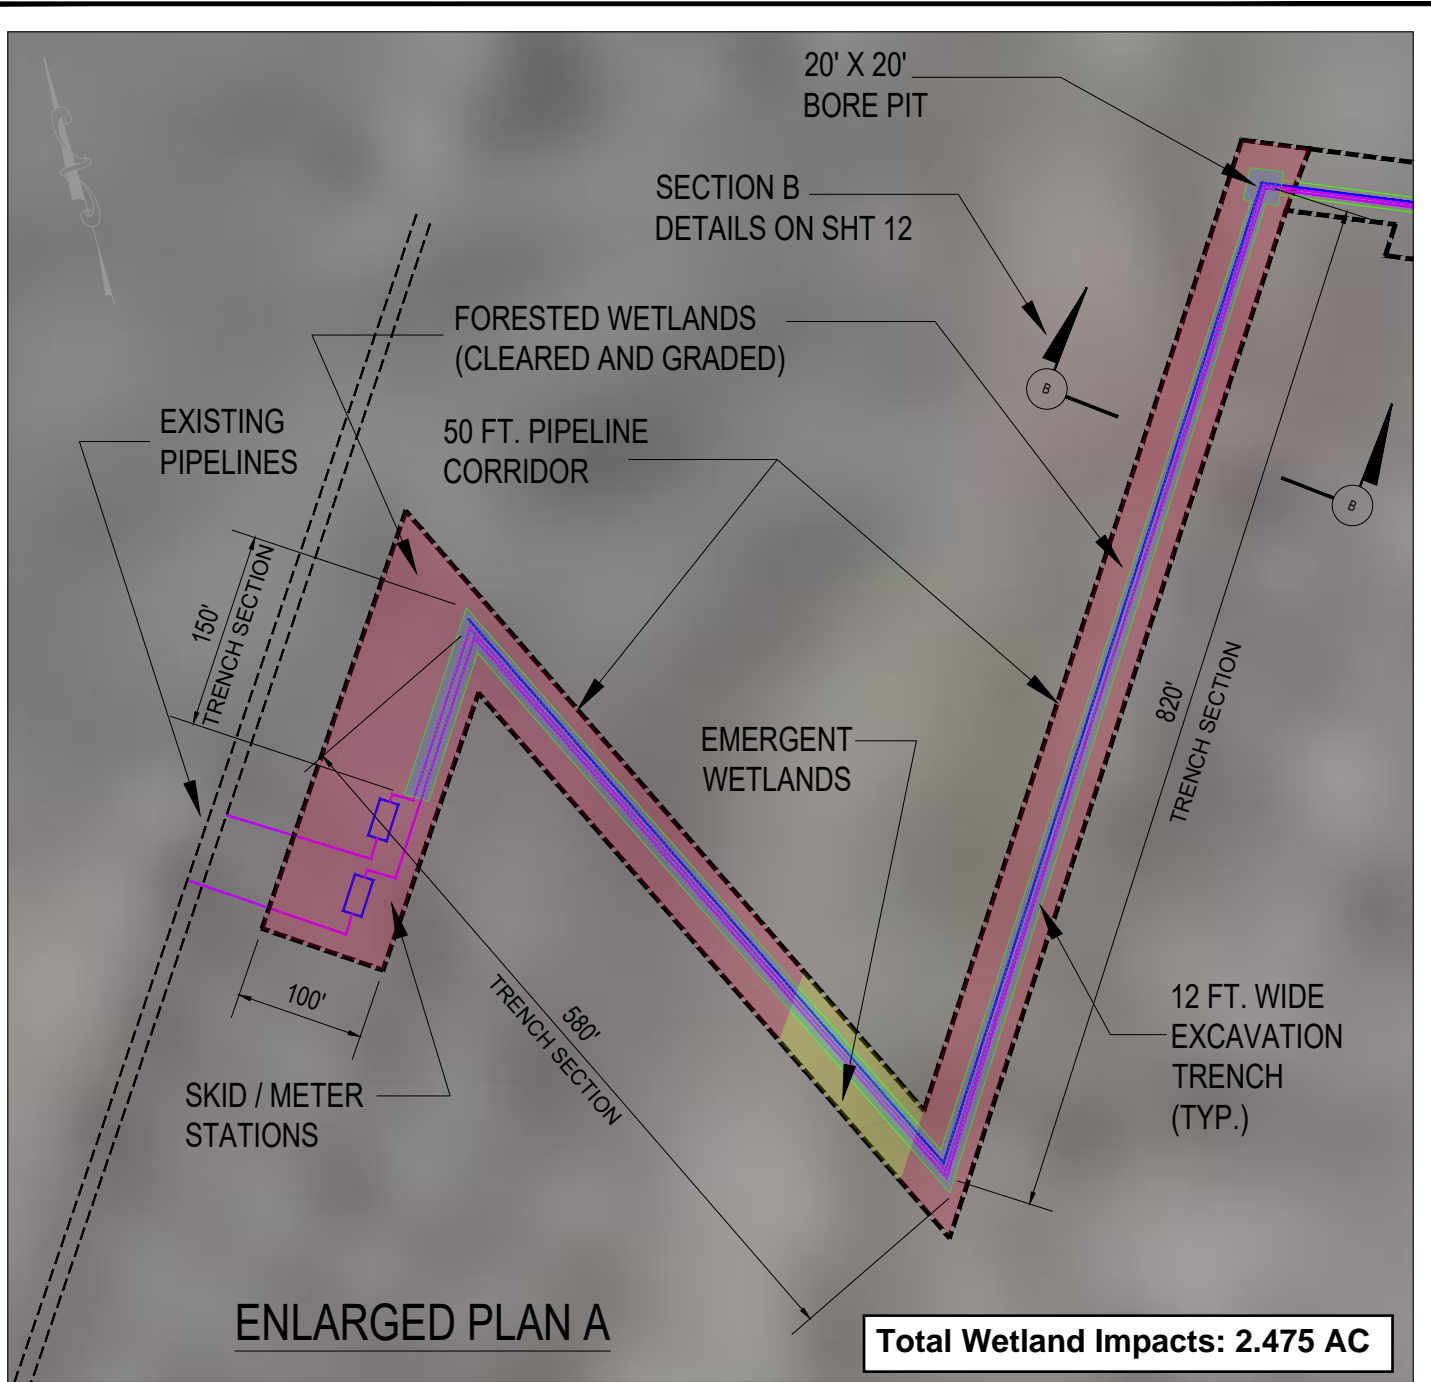 20' X 20'
BORE PIT
SECTION B
DETAILS ON SHT 12
FORESTED WETLANDS
(CLEARED AND GRADED)
B
EXISTING
PIPELINES
50 FT. PIPELINE
CORRIDOR
B
150'
TRENCH SECTION
820'
TRENCH SECTION
EMERGENT
WETLANDS
100'
580'
TRENCH SECTION
12 FT. WIDE
EXCAVATION
TRENCH
(TYP.)
SKID / METER
STATIONS
ENLARGED PLAN A
Total Wetland Impacts: 2.475 AC